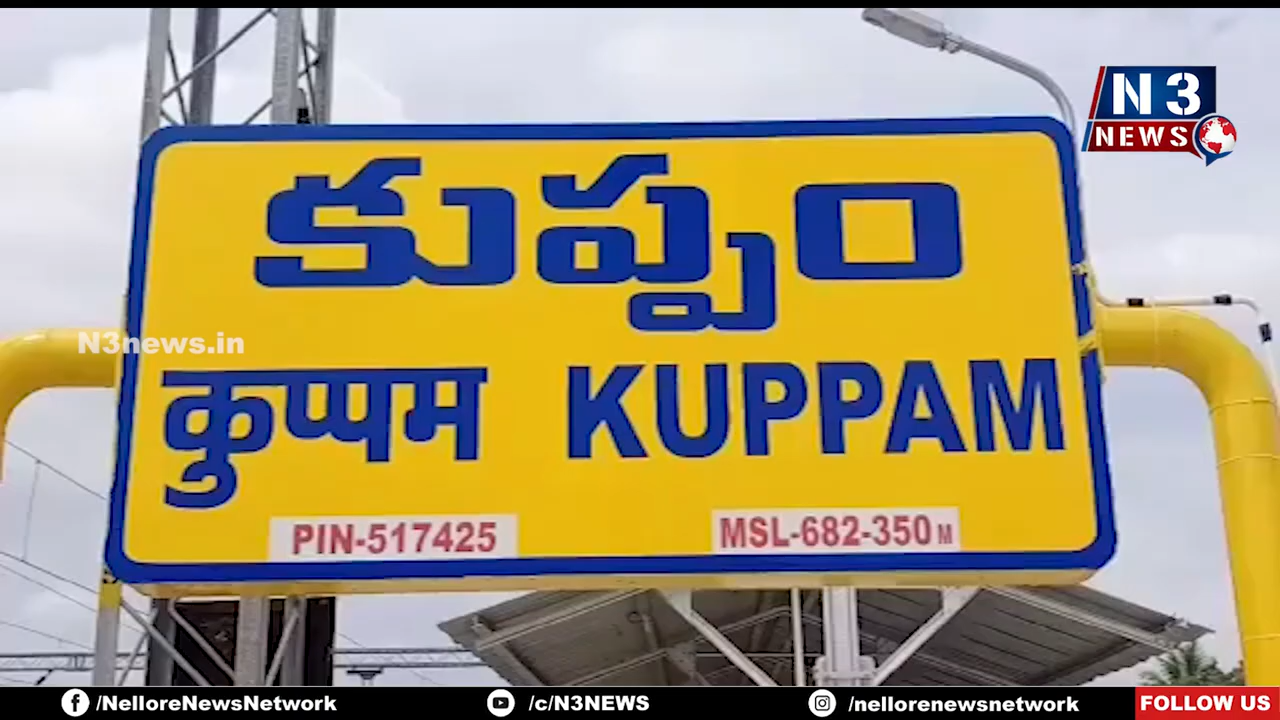 N3
NEWS
కుప్పం
N3news.in
कुप्पम KUPPAM
PIN-517425 MSL-682-350 M
/NelloreNewsNetwork /c/N3NEWS /nellorenewsnetwork FOLLOW US